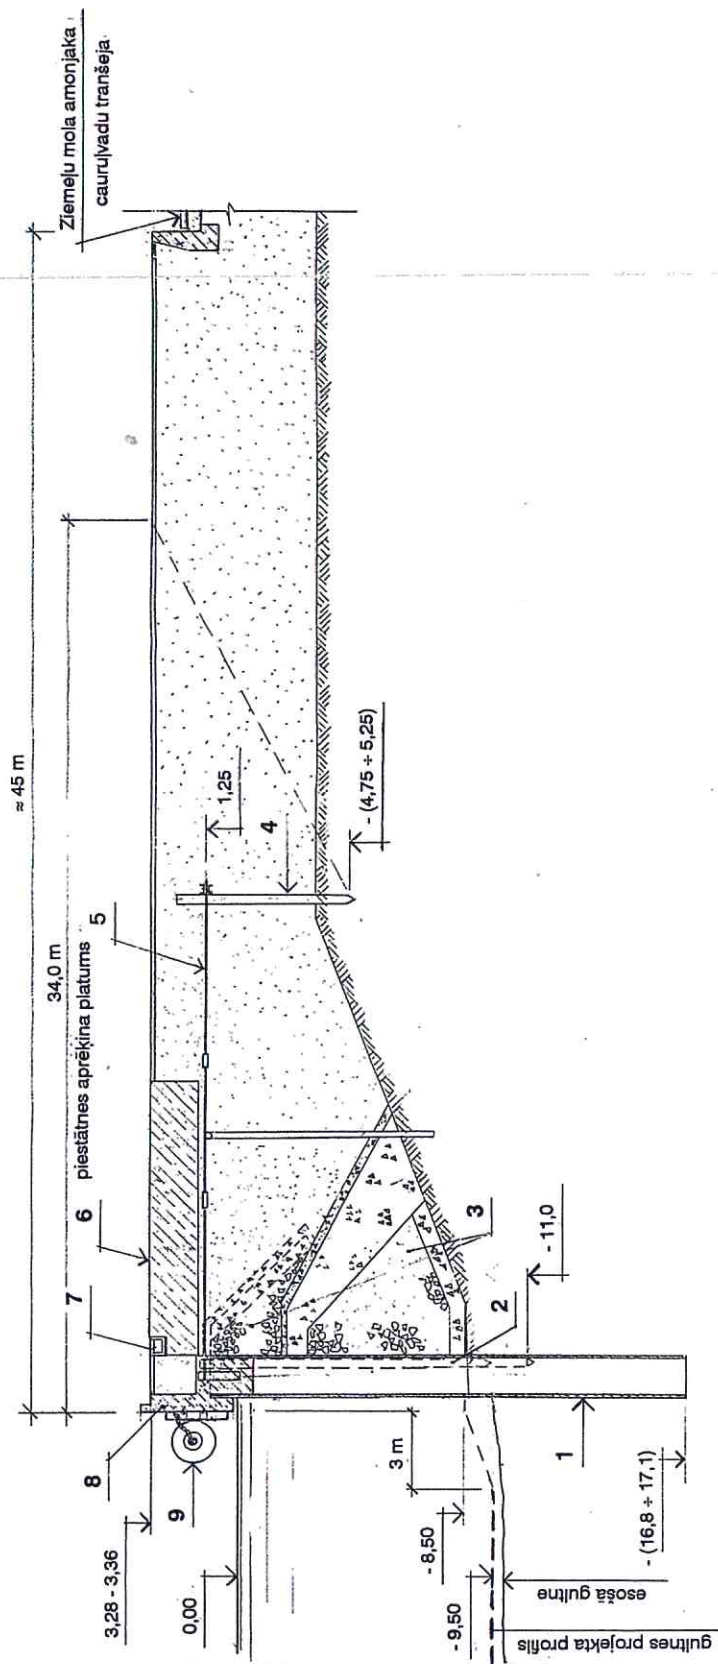 Ziemeļu mola amonjaka
cauruļvadu tranšeja
≈ 45 m
34,0 m
piestātnes aprēķina platums
1,25
4
- (4,75 ÷ 5,25)
5
6
7
8
9
3
2
- 11,0
1
3 m
3,28 - 3,36
0,00
- 8,50
- 9,50
- (16,8 ÷ 17,1)
esošā gultne
gultnes projekta profils